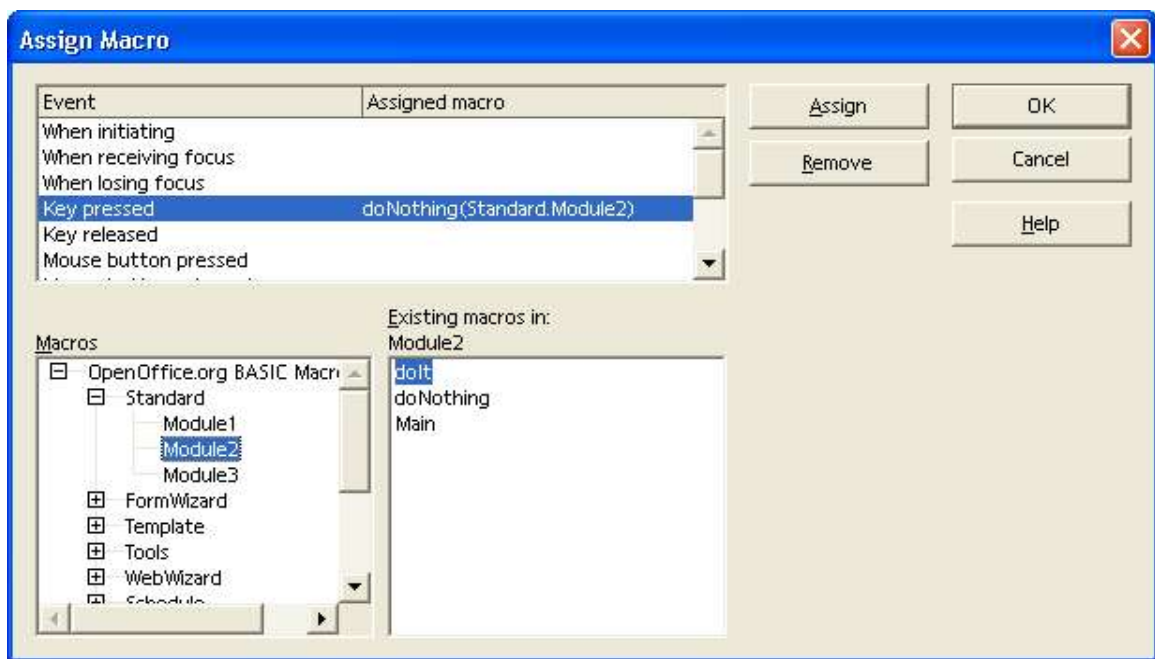 Assign Macro
Event Assigned macro
When initiating
When receiving focus
When losing focus
Key pressed doNothing(Standard.Module2)
Key released
Mouse button pressed
Assign
Remove
OK
Cancel
Help
Macros
OpenOffice.org BASIC Macr
Standard
Module1
Module2
Module3
FormWizard
Template
Tools
WebWizard
Schedule
Existing macros in:
Module2
doIt
doNothing
Main